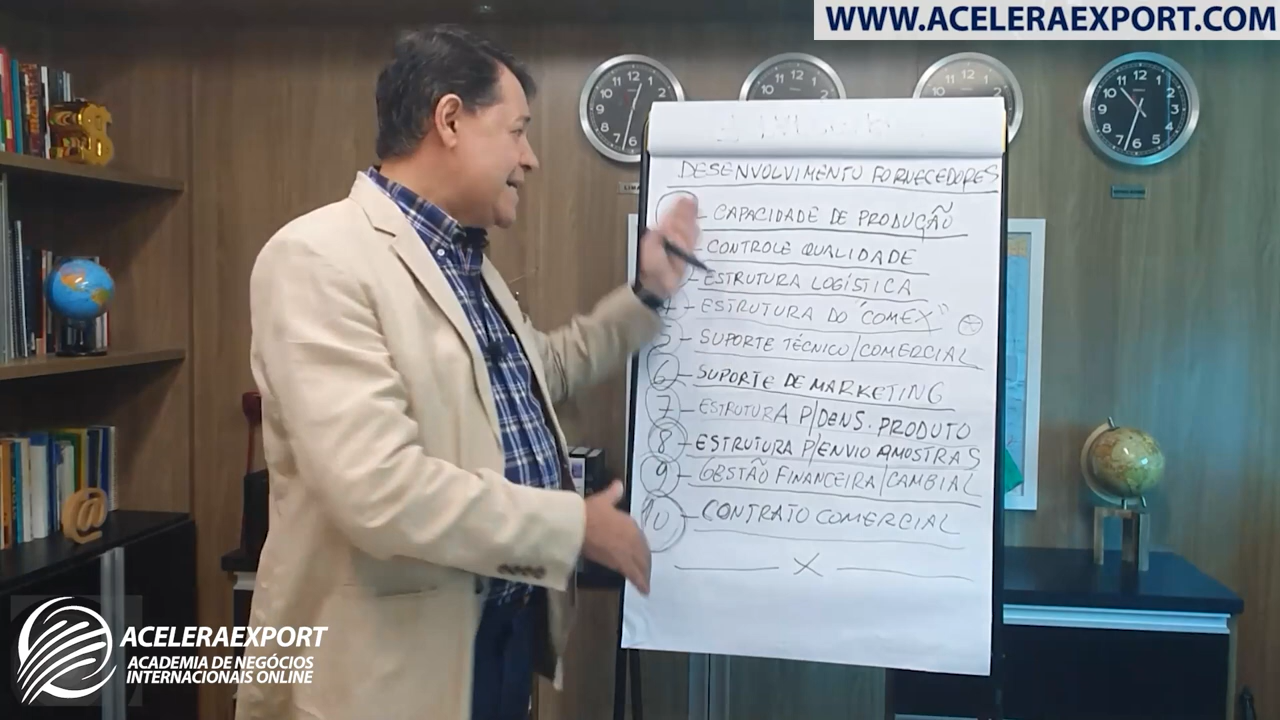 WWW.ACELERAEXPORT.COM
DESENVOLVIMENTO FORNECEDORES
- CAPACIDADE DE PRODUÇÃO
- CONTROLE QUALIDADE
- ESTRUTURA LOGÍSTICA
- ESTRUTURA DO "COMEX"
5 - SUPORTE TÉCNICO/COMERCIAL
6 - SUPORTE DE MARKETING
7 - ESTRUTURA P/DENS. PRODUTO
8 - ESTRUTURA P/ENVIO AMOSTRAS
9 - GESTÃO FINANCEIRA/CAMBIAL
10 - CONTRATO COMERCIAL
X
ACELERAEXPORT
ACADEMIA DE NEGÓCIOS
INTERNACIONAIS ONLINE